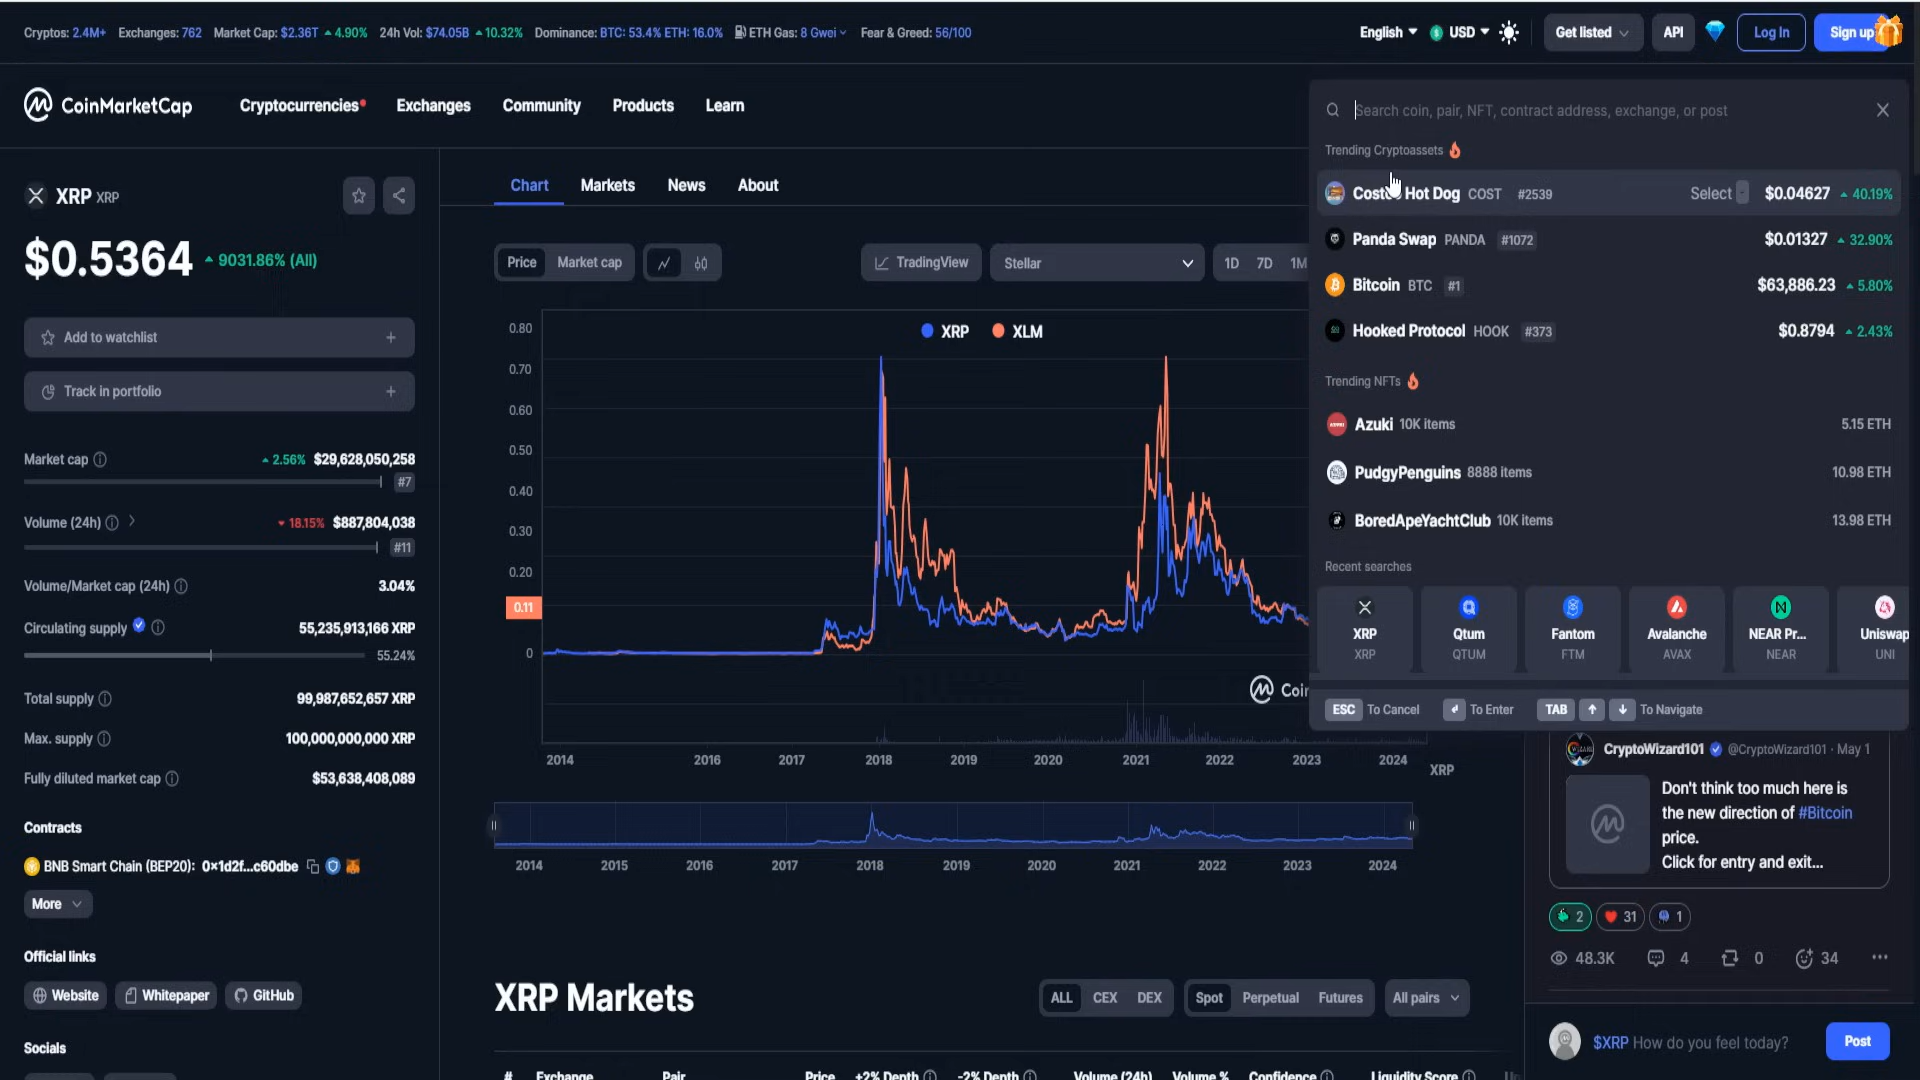 Cryptos: 2.4M+ Exchanges: 762 Market Cap: $2.36T 4.90% 24h Vol: $74.05B 10.32% Dominance: BTC: 53.4% ETH: 16.0% ETH Gas: 8 Gwei Fear & Greed: 56/100
English USD Get listed API Log In Sign up
CoinMarketCap Cryptocurrencies Exchanges Community Products Learn
XRP XRP
$0.5364 9031.86% (All)
Add to watchlist +
Track in portfolio +
Market cap 2.56% $29,628,050,258
#7
Volume (24h) 18.15% $887,804,038
#11
Volume/Market cap (24h) 3.04%
Circulating supply 55,235,913,166 XRP
55.24%
Total supply 99,987,652,657 XRP
Max. supply 100,000,000,000 XRP
Fully diluted market cap $53,638,408,089
Contracts
BNB Smart Chain (BEP20): 0x1d2f...c60dbe
More
Official links
Website Whitepaper GitHub
Socials
Chart Markets News About
Price Market cap TradingView Stellar 1D 7D 1M
XRP XLM
0.80
0.70
0.60
0.50
0.40
0.30
0.20
0.11
0
Coi
2014 2016 2017 2018 2019 2020 2021 2022 2023 2024
XRP
2014 2015 2016 2017 2018 2019 2020 2021 2022 2023 2024
XRP Markets
ALL CEX DEX Spot Perpetual Futures All pairs
# Exchange Pair Price +2% Depth -2% Depth Volume (24h) Volume % Confidence Liquidity Score
Search coin, pair, NFT, contract address, exchange, or post
Trending Cryptoassets
Costco Hot Dog COST #2539 Select $0.04627 40.19%
Panda Swap PANDA #1072 $0.01327 32.90%
Bitcoin BTC #1 $63,886.23 5.80%
Hooked Protocol HOOK #373 $0.8794 2.43%
Trending NFTs
Azuki 10K items 5.15 ETH
PudgyPenguins 8888 items 10.98 ETH
BoredApeYachtClub 10K items 13.98 ETH
Recent searches
XRP Qtum Fantom Avalanche NEAR Pr... Uniswap
XRP QTUM FTM AVAX NEAR UNI
ESC To Cancel To Enter TAB To Navigate
CryptoWizard101 @CryptoWizard101 · May 1
Don't think too much here is
the new direction of #Bitcoin
price.
Click for entry and exit...
2 31 1
48.3K 4 0 34 ...
$XRP How do you feel today? Post